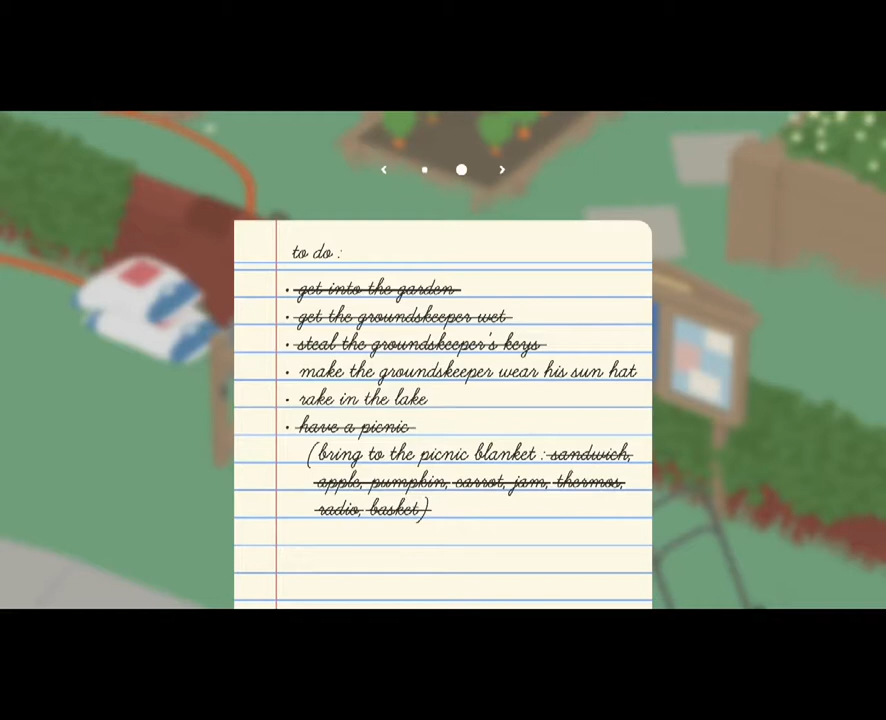 to do :
• get into the garden
• get the groundskeeper wet
• steal the groundskeeper's keys
• make the groundskeeper wear his sun hat
• rake in the lake
• have a picnic
(bring to the picnic blanket : sandwich,
apple, pumpkin, carrot, jam, thermos,
radio, basket)